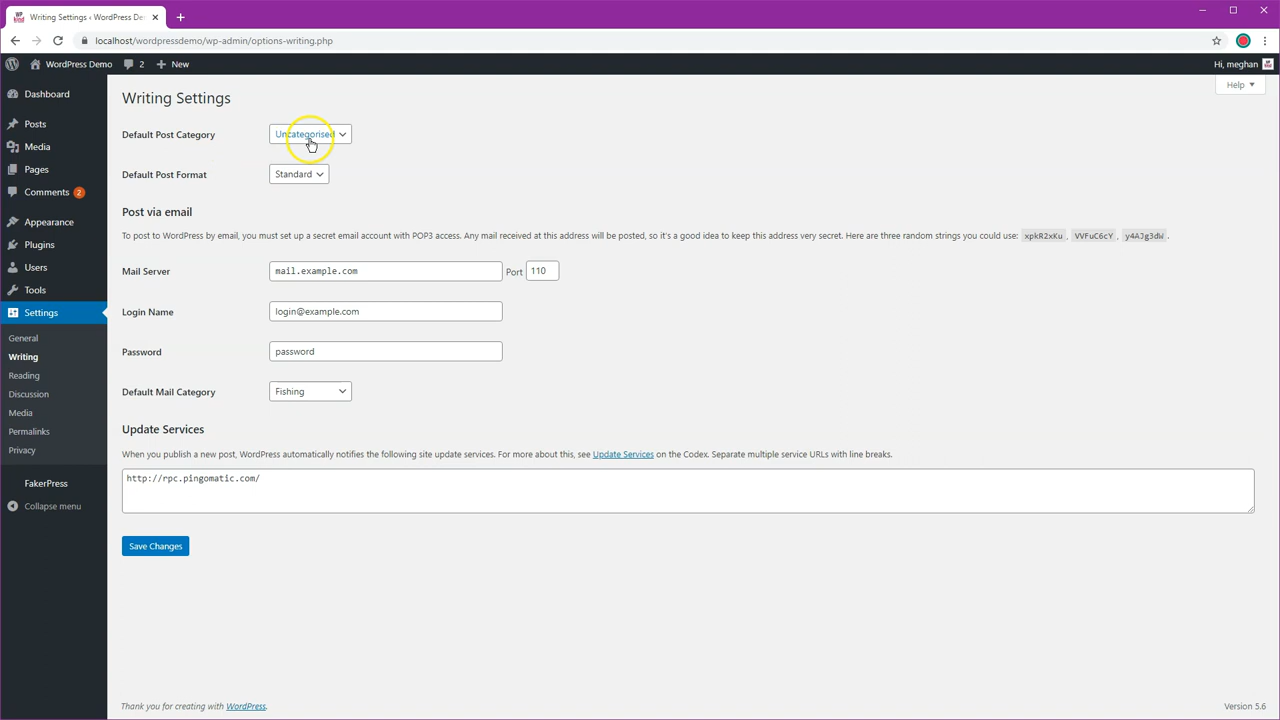 Writing Settings ‹ WordPress De
localhost/wordpressdemo/wp-admin/options-writing.php
WordPress Demo 2 New Hi, meghan
Help
Dashboard
Posts
Media
Pages
Comments 2
Appearance
Plugins
Users
Tools
Settings
General
Writing
Reading
Discussion
Media
Permalinks
Privacy
FakerPress
Collapse menu
Writing Settings
Default Post Category Uncategorised
Default Post Format Standard
Post via email
To post to WordPress by email, you must set up a secret email account with POP3 access. Any mail received at this address will be posted, so it's a good idea to keep this address very secret. Here are three random strings you could use: xpkR2xKu, VVFuC6cY, y4AJg3dW.
Mail Server mail.example.com Port 110
Login Name login@example.com
Password password
Default Mail Category Fishing
Update Services
When you publish a new post, WordPress automatically notifies the following site update services. For more about this, see Update Services on the Codex. Separate multiple service URLs with line breaks.
http://rpc.pingomatic.com/
Save Changes
Thank you for creating with WordPress.
Version 5.6